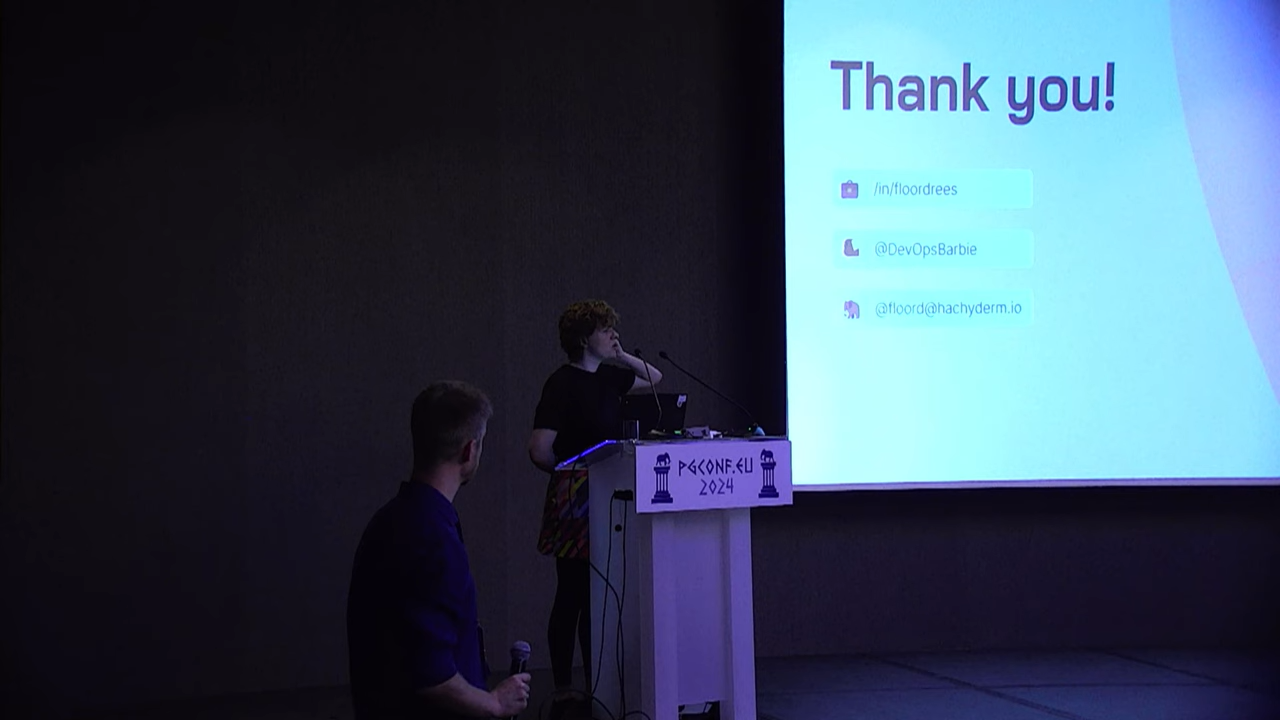 Thank you!
/in/floordrees
@DevOpsBarbie
@floord@hachyderm.io
PGCONF.EU
2024